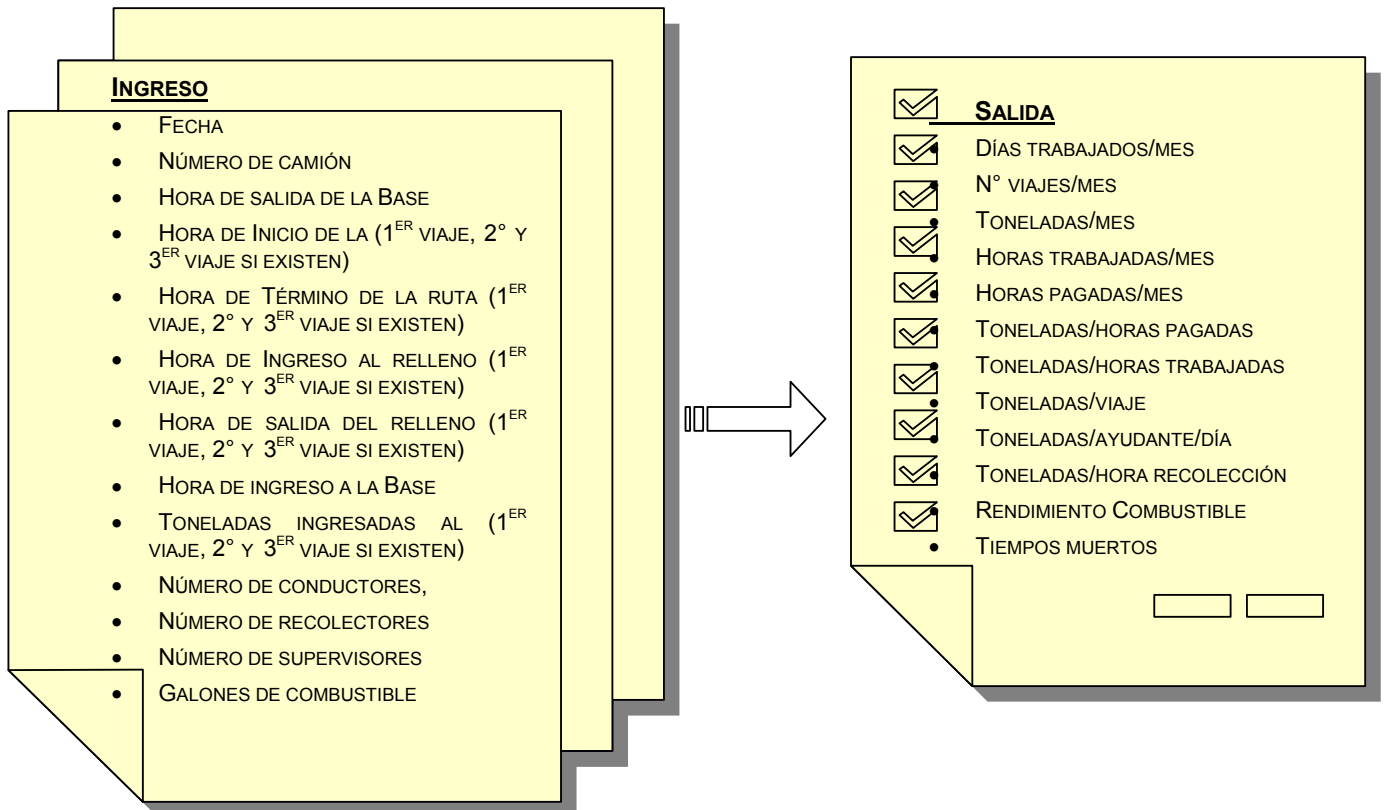 INGRESO
• FECHA
• NÚMERO DE CAMIÓN
• HORA DE SALIDA DE LA BASE
• HORA DE INICIO DE LA (1ER VIAJE, 2° Y
3ER VIAJE SI EXISTEN)
• HORA DE TÉRMINO DE LA RUTA (1ER
VIAJE, 2° Y 3ER VIAJE SI EXISTEN)
• HORA DE INGRESO AL RELLENO (1ER
VIAJE, 2° Y 3ER VIAJE SI EXISTEN)
• HORA DE SALIDA DEL RELLENO (1ER
VIAJE, 2° Y 3ER VIAJE SI EXISTEN)
• HORA DE INGRESO A LA BASE
• TONELADAS INGRESADAS AL (1ER
VIAJE, 2° Y 3ER VIAJE SI EXISTEN)
• NÚMERO DE CONDUCTORES,
• NÚMERO DE RECOLECTORES
• NÚMERO DE SUPERVISORES
• GALONES DE COMBUSTIBLE
SALIDA
• DÍAS TRABAJADOS/MES
• N° VIAJES/MES
• TONELADAS/MES
• HORAS TRABAJADAS/MES
• HORAS PAGADAS/MES
• TONELADAS/HORAS PAGADAS
• TONELADAS/HORAS TRABAJADAS
• TONELADAS/VIAJE
• TONELADAS/AYUDANTE/DÍA
• TONELADAS/HORA RECOLECCIÓN
• RENDIMIENTO COMBUSTIBLE
• TIEMPOS MUERTOS